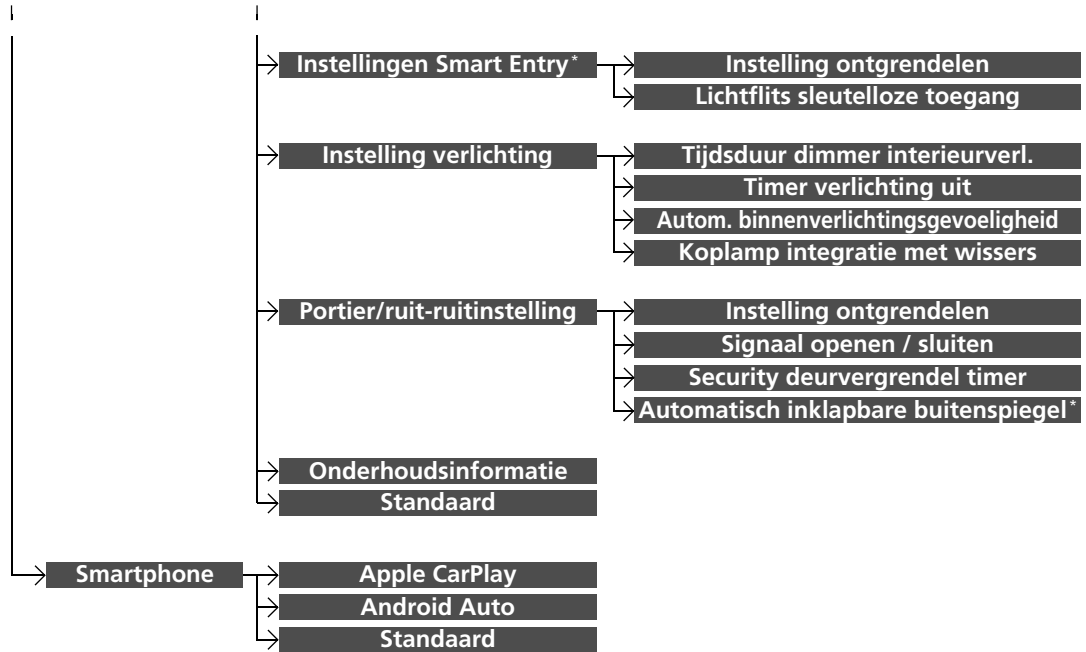 Instellingen Smart Entry*
Instelling ontgrendelen
Lichtflits sleutelloze toegang
Instelling verlichting
Tijdsduur dimmer interieurverl.
Timer verlichting uit
Autom. binnenverlichtingsgevoeligheid
Koplamp integratie met wissers
Portier/ruit-ruitinstelling
Instelling ontgrendelen
Signaal openen / sluiten
Security deurvergrendel timer
Automatisch inklapbare buitenspiegel*
Onderhoudsinformatie
Standaard
Smartphone
Apple CarPlay
Android Auto
Standaard